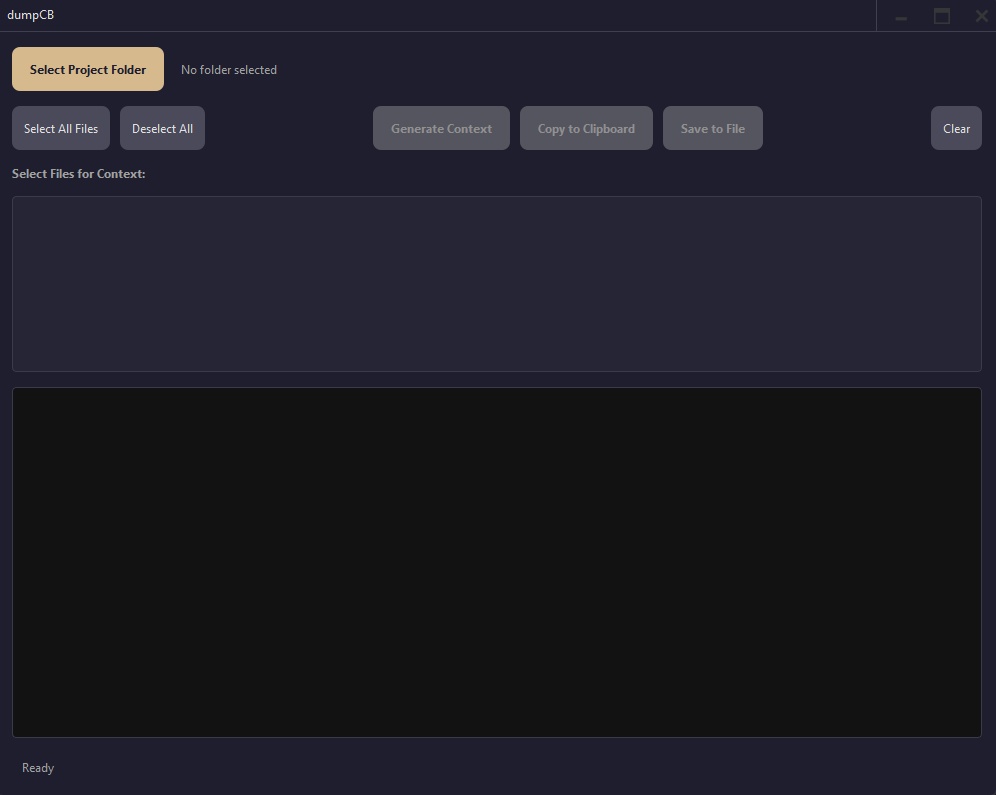 dumpCB
Select Project Folder No folder selected
Select All Files Deselect All Generate Context Copy to Clipboard Save to File Clear
Select Files for Context:
Ready